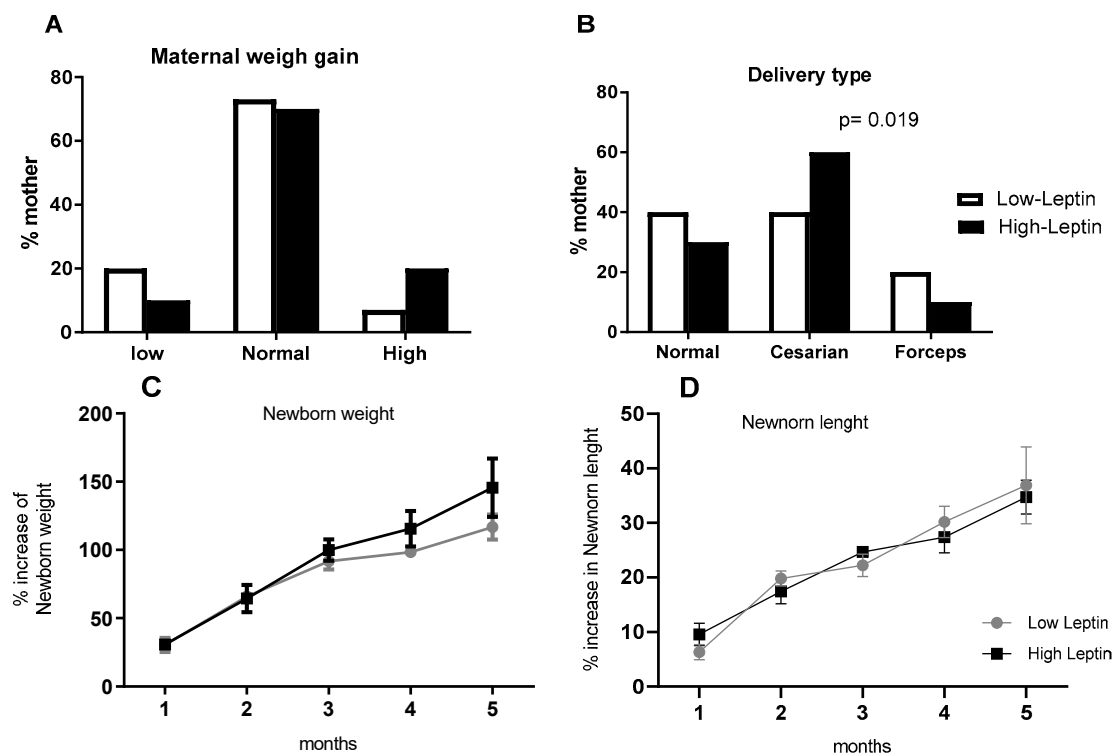 A
Maternal weigh gain
80
60
40
20
0
% mother
low Normal High
B
Delivery type
p= 0.019
80
60
40
20
0
% mother
Normal Cesarian Forceps
Low-Leptin
High-Leptin
C
Newborn weight
200
150
100
50
0
% increase of
Newborn weight
1 2 3 4 5
months
D
Newnorn lenght
50
40
30
20
10
0
% increase in Newnorn lenght
1 2 3 4 5
months
Low Leptin
High Leptin